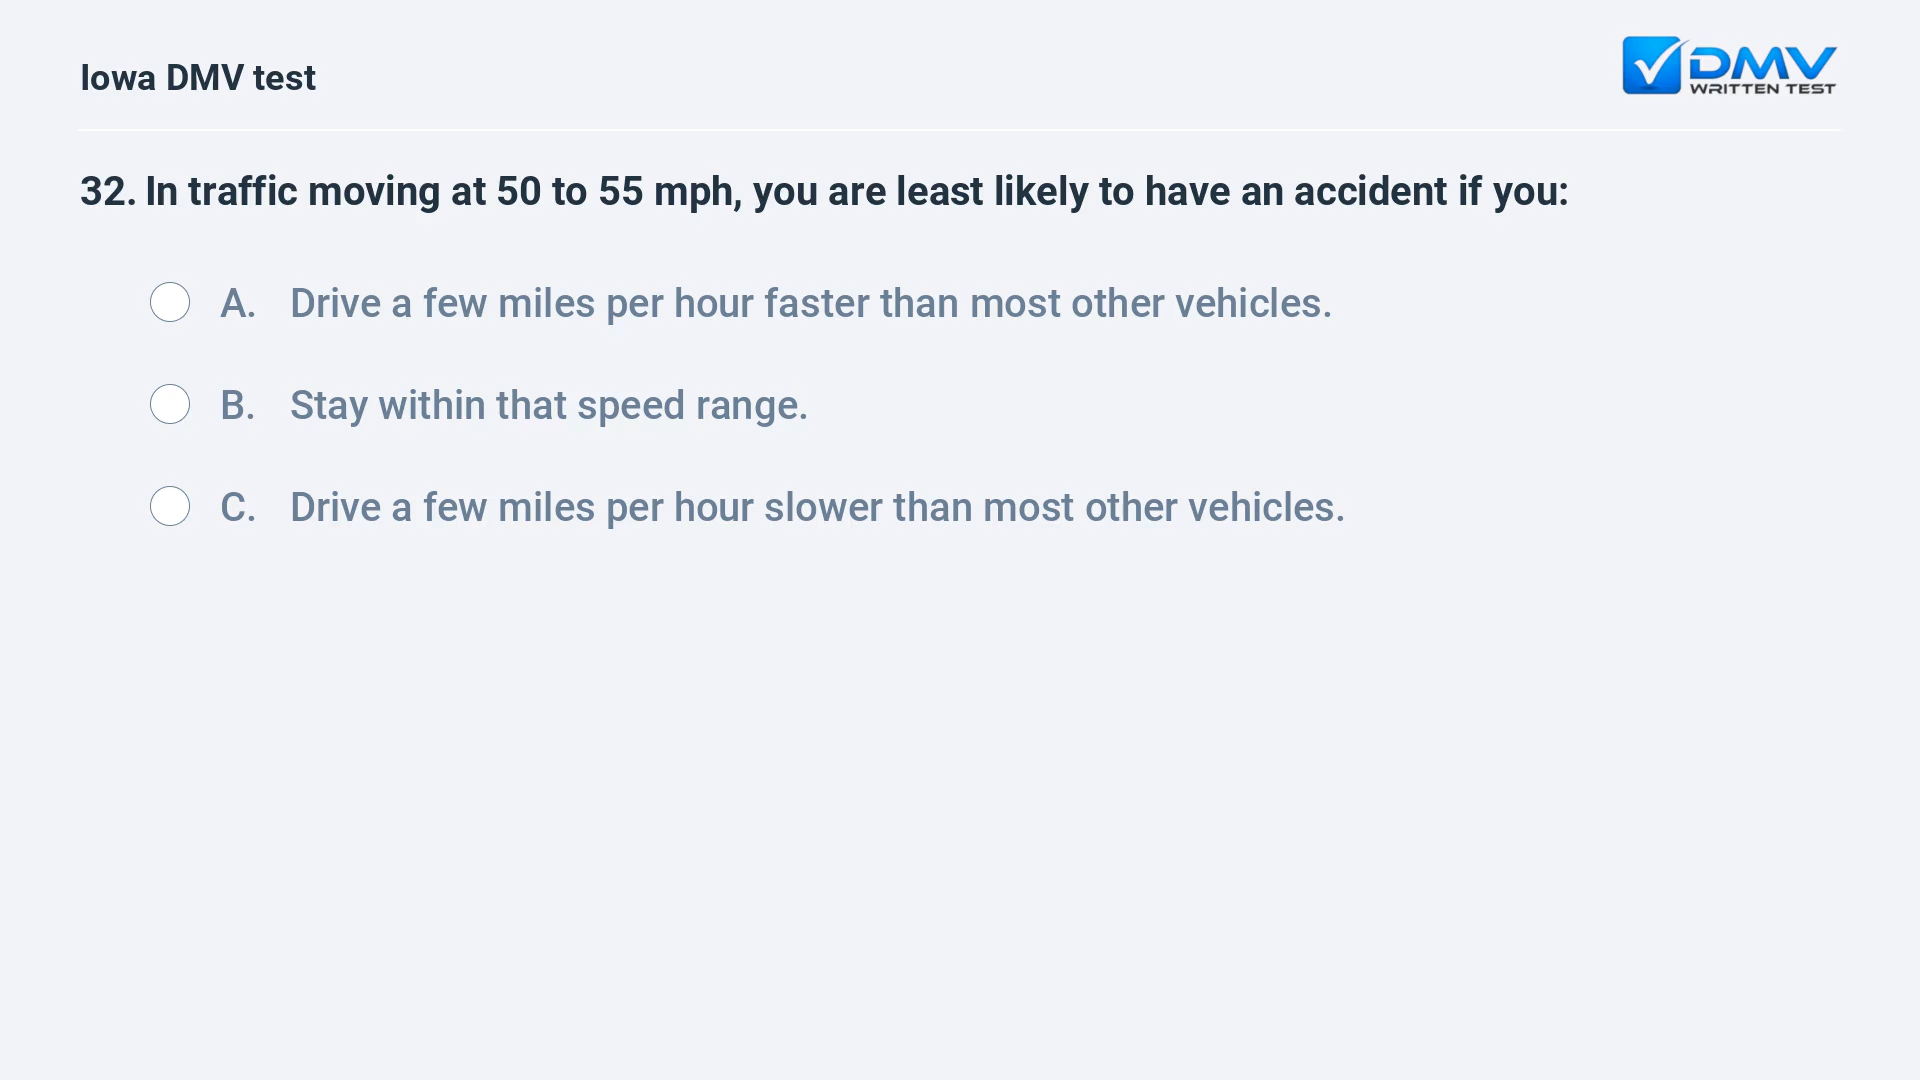 Iowa DMV test
DMV
WRITTEN TEST
32. In traffic moving at 50 to 55 mph, you are least likely to have an accident if you:
A. Drive a few miles per hour faster than most other vehicles.
B. Stay within that speed range.
C. Drive a few miles per hour slower than most other vehicles.